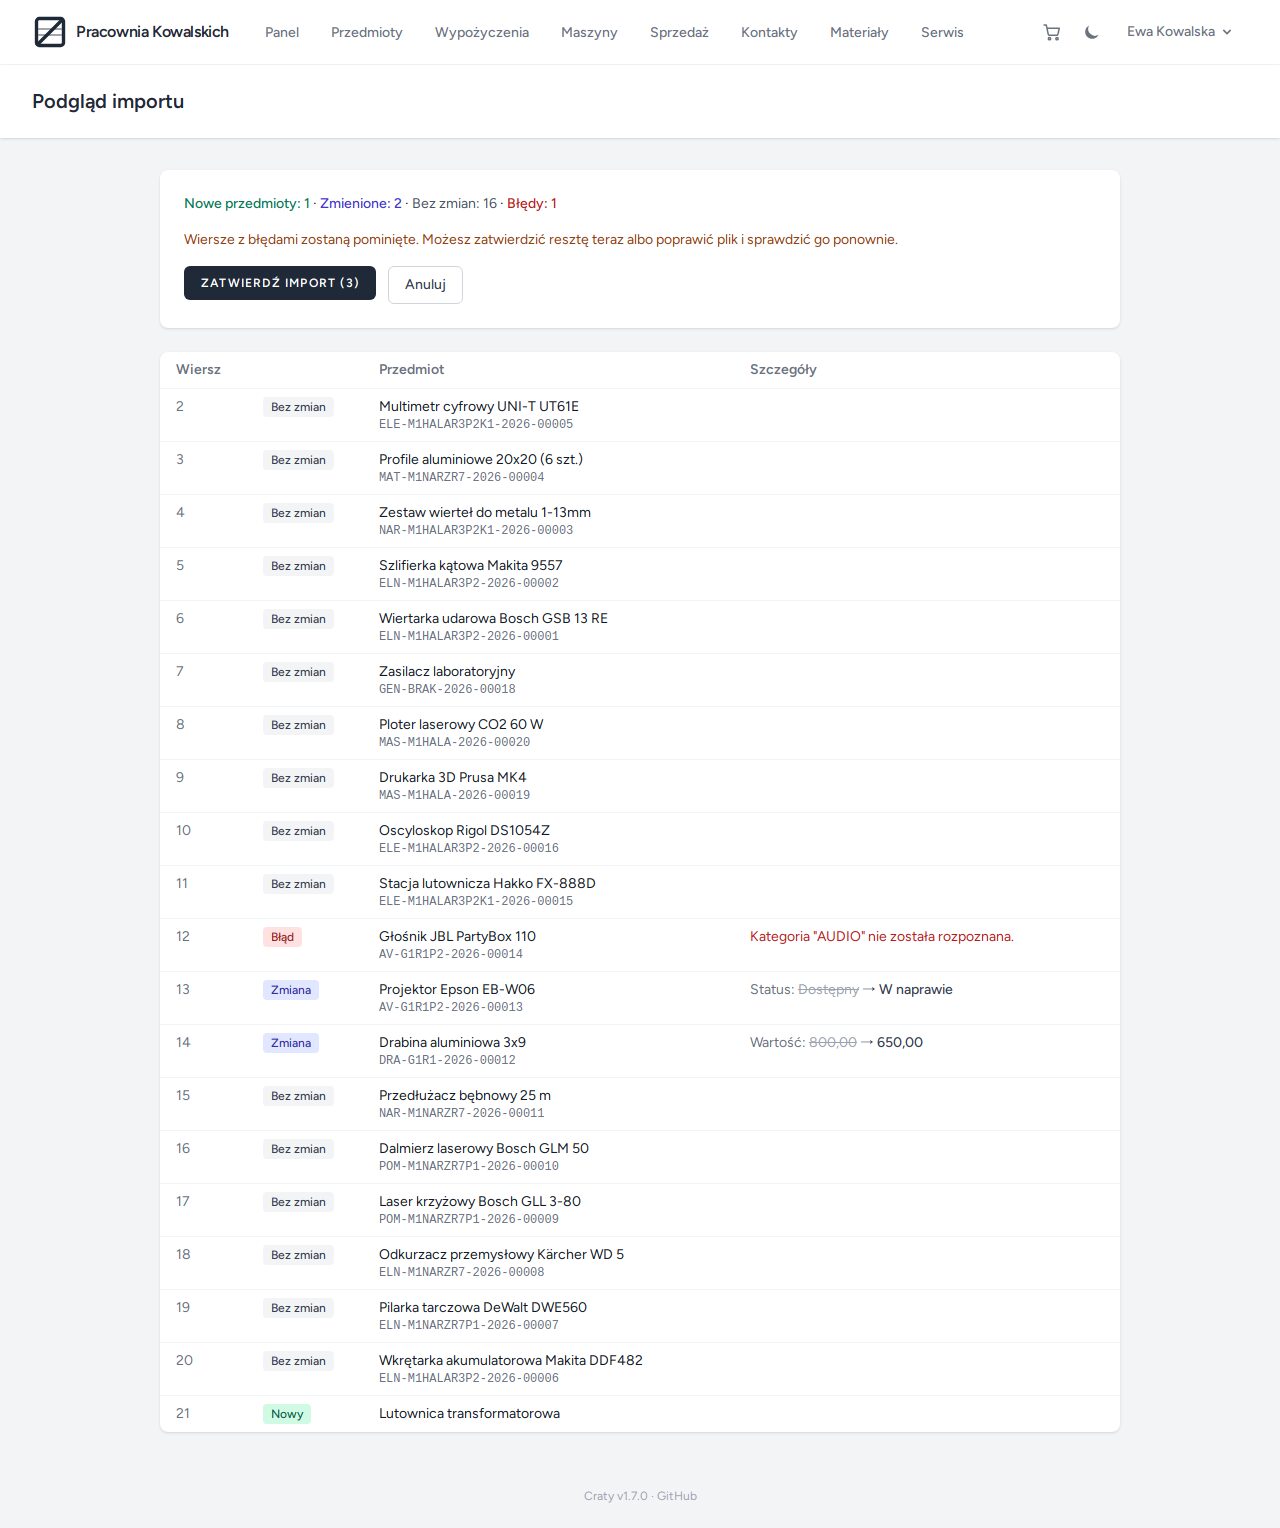 Pracownia Kowalskich Panel Przedmioty Wypożyczenia Maszyny Sprzedaż Kontakty Materiały Serwis Ewa Kowalska
Podgląd importu
Nowe przedmioty: 1 · Zmienione: 2 · Bez zmian: 16 · Błędy: 1
Wiersze z błędami zostaną pominięte. Możesz zatwierdzić resztę teraz albo poprawić plik i sprawdzić go ponownie.
ZATWIERDŹ IMPORT (3) Anuluj
Wiersz Przedmiot Szczegóły
2 Bez zmian Multimetr cyfrowy UNI-T UT61E
ELE-M1HALAR3P2K1-2026-00005
3 Bez zmian Profile aluminiowe 20x20 (6 szt.)
MAT-M1NARZR7-2026-00004
4 Bez zmian Zestaw wierteł do metalu 1-13mm
NAR-M1HALAR3P2K1-2026-00003
5 Bez zmian Szlifierka kątowa Makita 9557
ELN-M1HALAR3P2-2026-00002
6 Bez zmian Wiertarka udarowa Bosch GSB 13 RE
ELN-M1HALAR3P2-2026-00001
7 Bez zmian Zasilacz laboratoryjny
GEN-BRAK-2026-00018
8 Bez zmian Ploter laserowy CO2 60 W
MAS-M1HALA-2026-00020
9 Bez zmian Drukarka 3D Prusa MK4
MAS-M1HALA-2026-00019
10 Bez zmian Oscyloskop Rigol DS1054Z
ELE-M1HALAR3P2-2026-00016
11 Bez zmian Stacja lutownicza Hakko FX-888D
ELE-M1HALAR3P2K1-2026-00015
12 Błąd Głośnik JBL PartyBox 110 Kategoria "AUDIO" nie została rozpoznana.
AV-G1R1P2-2026-00014
13 Zmiana Projektor Epson EB-W06 Status: Dostępny → W naprawie
AV-G1R1P2-2026-00013
14 Zmiana Drabina aluminiowa 3x9 Wartość: 800,00 → 650,00
DRA-G1R1-2026-00012
15 Bez zmian Przedłużacz bębnowy 25 m
NAR-M1NARZR7-2026-00011
16 Bez zmian Dalmierz laserowy Bosch GLM 50
POM-M1NARZR7P1-2026-00010
17 Bez zmian Laser krzyżowy Bosch GLL 3-80
POM-M1NARZR7P1-2026-00009
18 Bez zmian Odkurzacz przemysłowy Kärcher WD 5
ELN-M1NARZR7-2026-00008
19 Bez zmian Pilarka tarczowa DeWalt DWE560
ELN-M1NARZR7P1-2026-00007
20 Bez zmian Wkrętarka akumulatorowa Makita DDF482
ELN-M1HALAR3P2-2026-00006
21 Nowy Lutownica transformatorowa
Craty v1.7.0 · GitHub